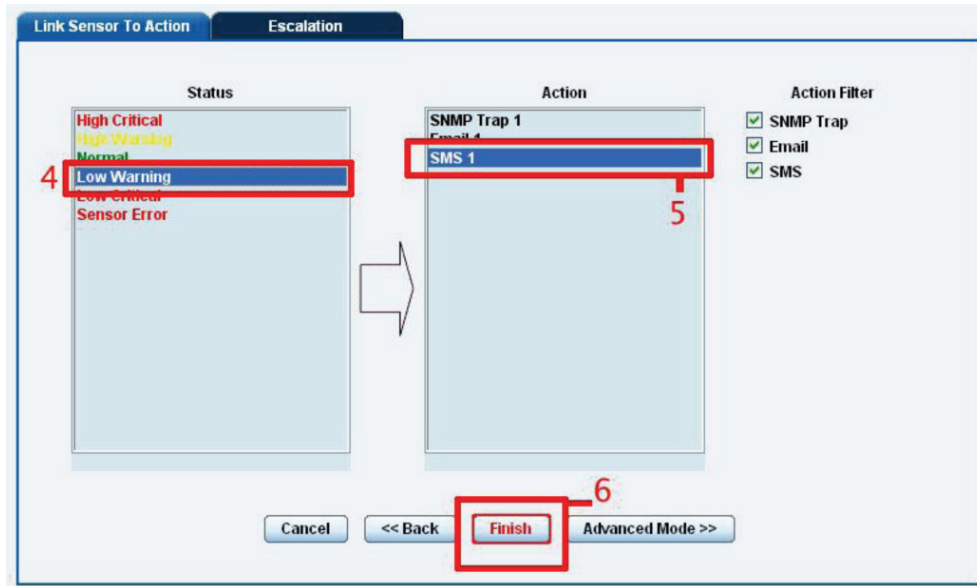 Link Sensor To Action
Escalation
Status
High Critical
High Warning
Normal
Low Warning
Low Critical
Sensor Error
4
Action
SNMP Trap 1
Email 1
SMS 1
5
Action Filter
SNMP Trap
Email
SMS
6
Cancel
<< Back
Finish
Advanced Mode >>